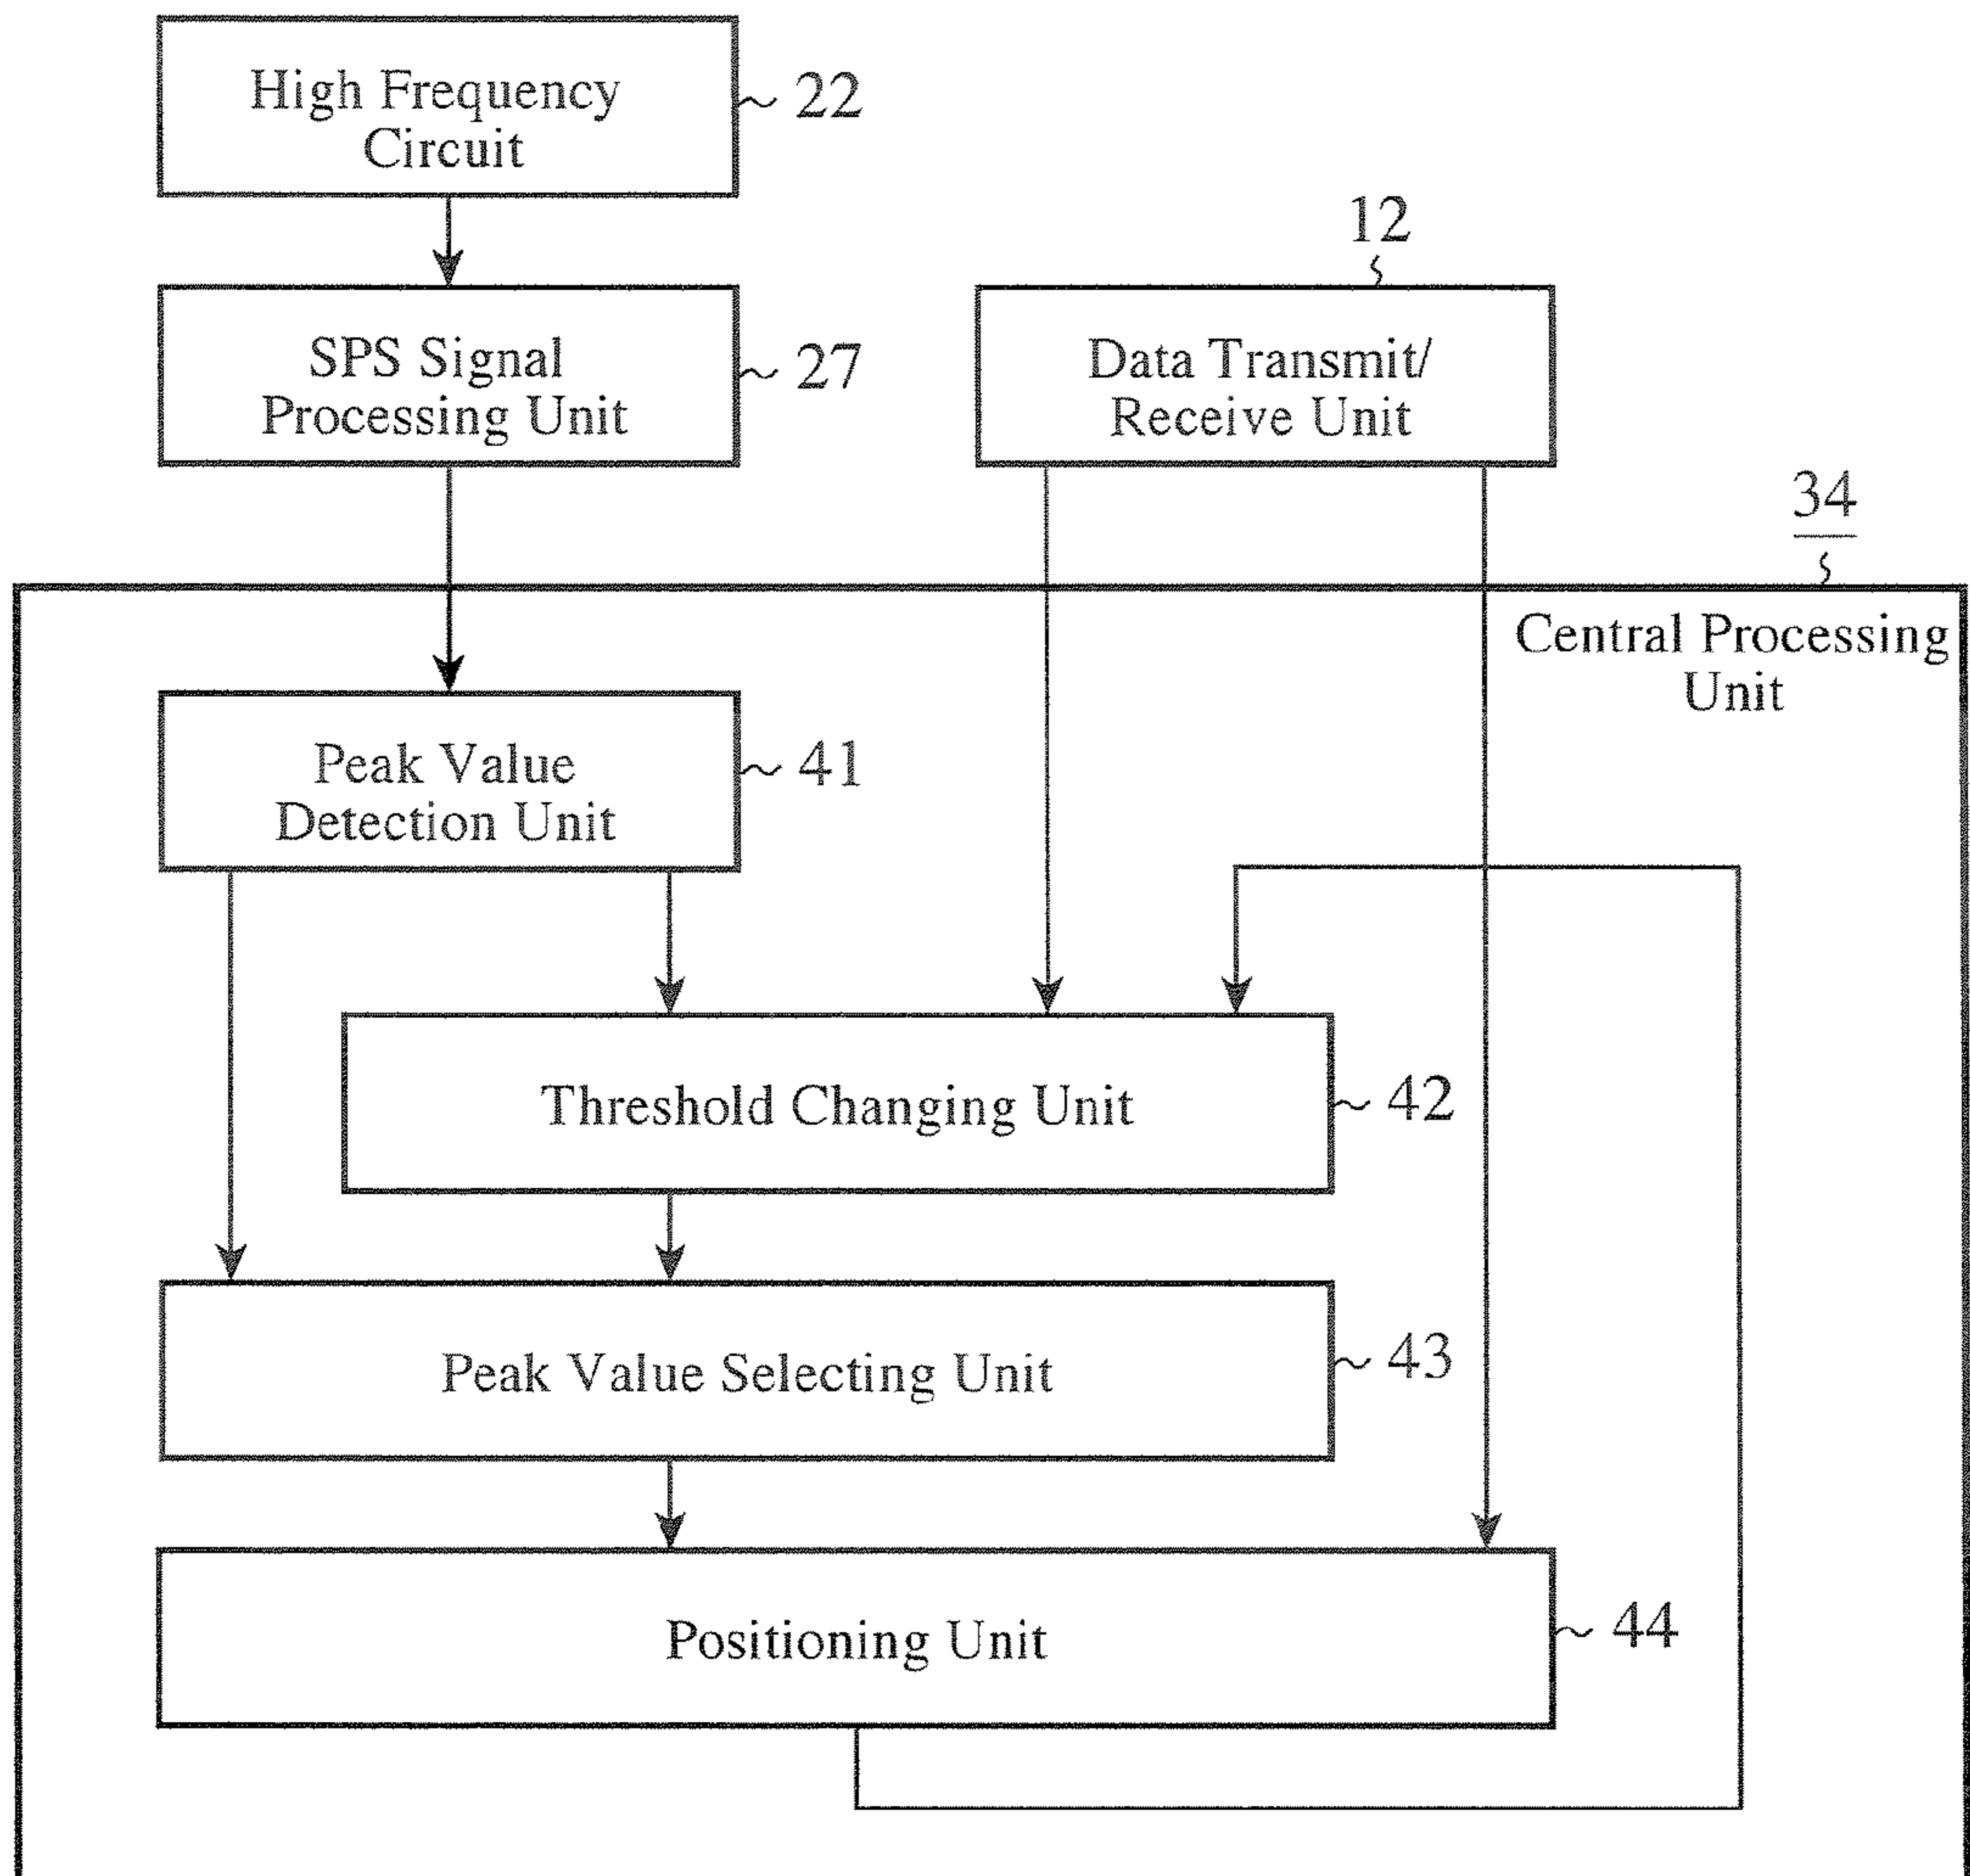 High Frequency
Circuit
22
12
SPS Signal
Processing Unit
27
Data Transmit/
Receive Unit
34
Central Processing
Unit
Peak Value
Detection Unit
41
Threshold Changing Unit
42
Peak Value Selecting Unit
43
Positioning Unit
44